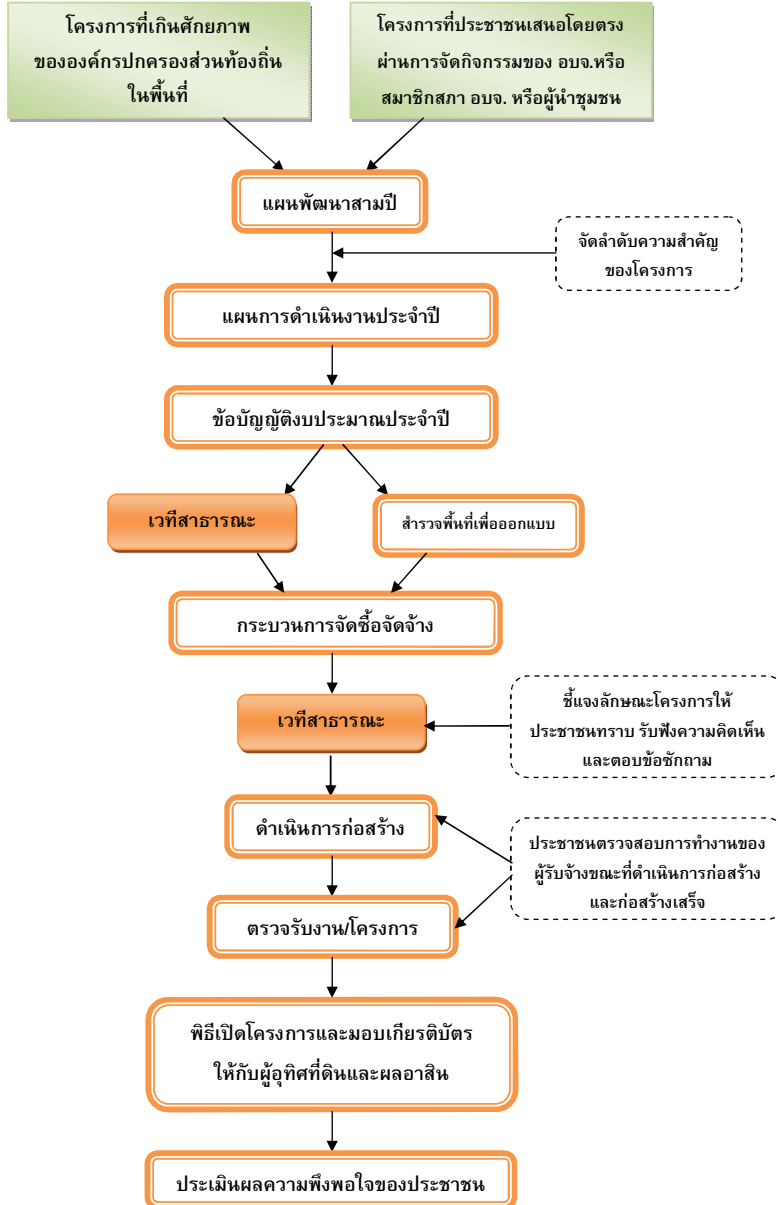 โครงการที่เกินศักยภาพ
ขององค์กรปกครองส่วนท้องถิ่น
ในพื้นที่
โครงการที่ประชาชนเสนอโดยตรง
ผ่านการจัดกิจกรรมของ อบจ.หรือ
สมาชิกสภา อบจ. หรือผู้นำชุมชน
แผนพัฒนาสามปี
จัดลำดับความสำคัญ
ของโครงการ
แผนการดำเนินงานประจำปี
ข้อบัญญัติงบประมาณประจำปี
เวทีสาธารณะ
สำรวจพื้นที่เพื่อออกแบบ
กระบวนการจัดซื้อจัดจ้าง
เวทีสาธารณะ
ชี้แจงลักษณะโครงการให้
ประชาชนทราบ รับฟังความคิดเห็น
และตอบข้อซักถาม
ดำเนินการก่อสร้าง
ประชาชนตรวจสอบการทำงานของ
ผู้รับจ้างขณะที่ดำเนินการก่อสร้าง
และก่อสร้างเสร็จ
ตรวจรับงาน/โครงการ
พิธีเปิดโครงการและมอบเกียรติบัตร
ให้กับผู้อุทิศที่ดินและผลอาสิน
ประเมินผลความพึงพอใจของประชาชน